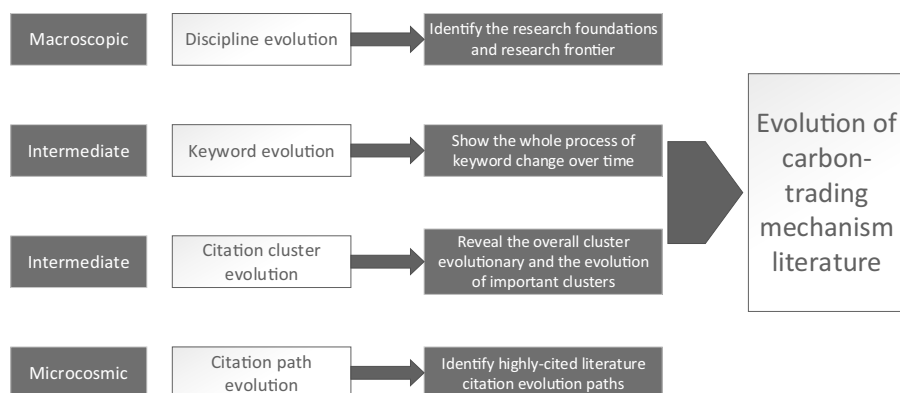 Macroscopic
Discipline evolution
Identify the research foundations
and research frontier
Intermediate
Keyword evolution
Show the whole process of
keyword change over time
Intermediate
Citation cluster
evolution
Reveal the overall cluster
evolutionary and the evolution
of important clusters
Microcosmic
Citation path
evolution
Identify highly-cited literature
citation evolution paths
Evolution of
carbon-
trading
mechanism
literature